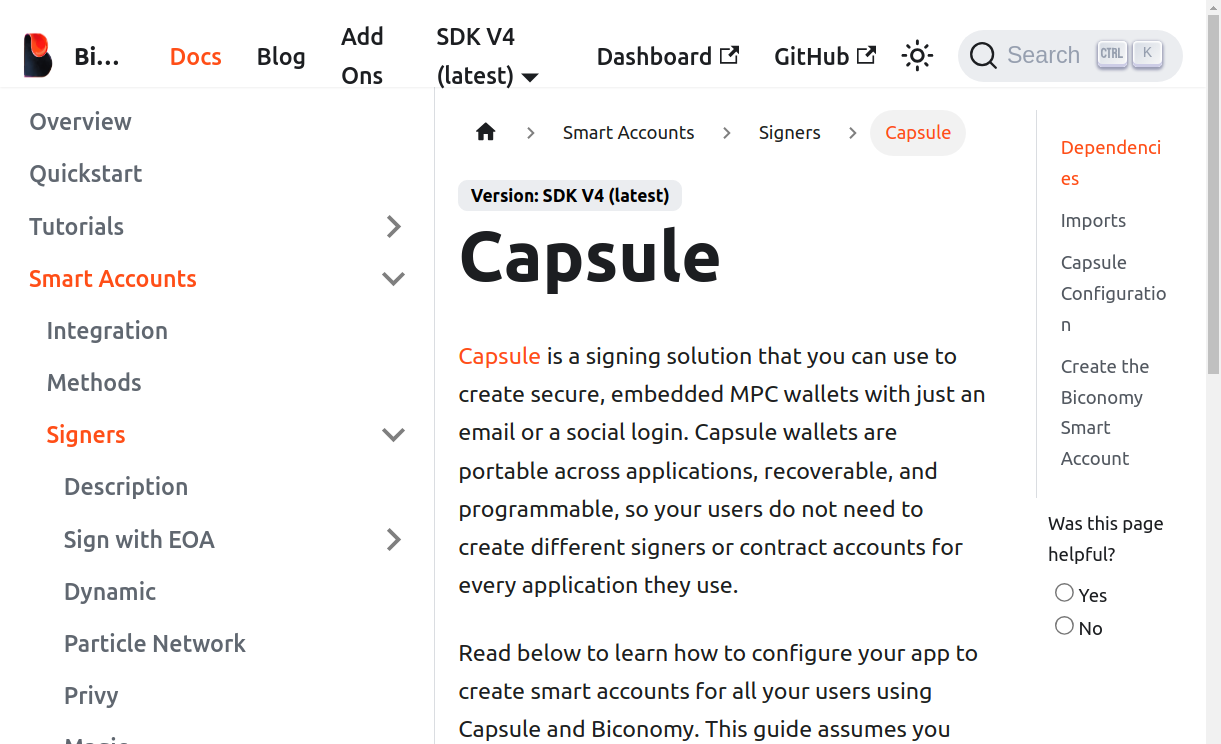 Bi...
Docs
Blog
Add
Ons
SDK V4
(latest)
Dashboard
GitHub
Search
CTRL
K
Overview
Quickstart
Tutorials
Smart Accounts
Integration
Methods
Signers
Description
Sign with EOA
Dynamic
Particle Network
Privy
Magic
Smart Accounts
Signers
Capsule
Version: SDK V4 (latest)
Capsule
Capsule is a signing solution that you can use to
create secure, embedded MPC wallets with just an
email or a social login. Capsule wallets are
portable across applications, recoverable, and
programmable, so your users do not need to
create different signers or contract accounts for
every application they use.
Read below to learn how to configure your app to
create smart accounts for all your users using
Capsule and Biconomy. This guide assumes you
Dependenci
es
Imports
Capsule
Configuratio
n
Create the
Biconomy
Smart
Account
Was this page
helpful?
Yes
No